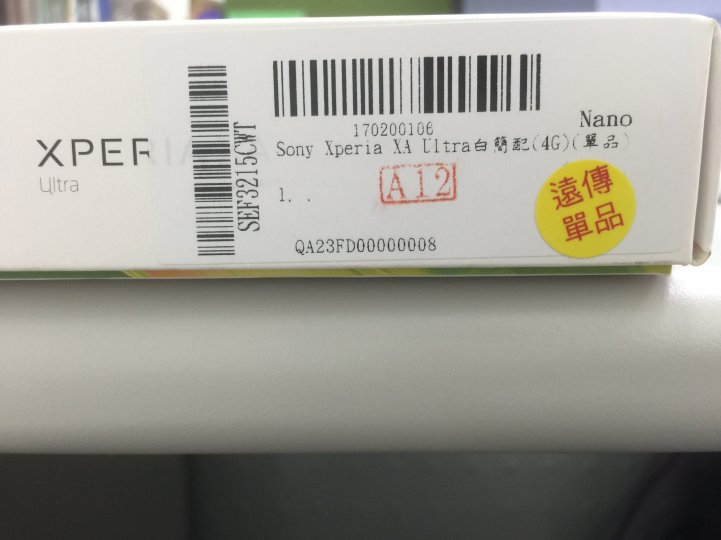 XPERIA
Ultra
SEF3215CWT
170200106
Nano
Sony Xperia XA Ultra白簡配(4G)(單品)
1. .
A12
QA23FD00000008
遠傳
單品